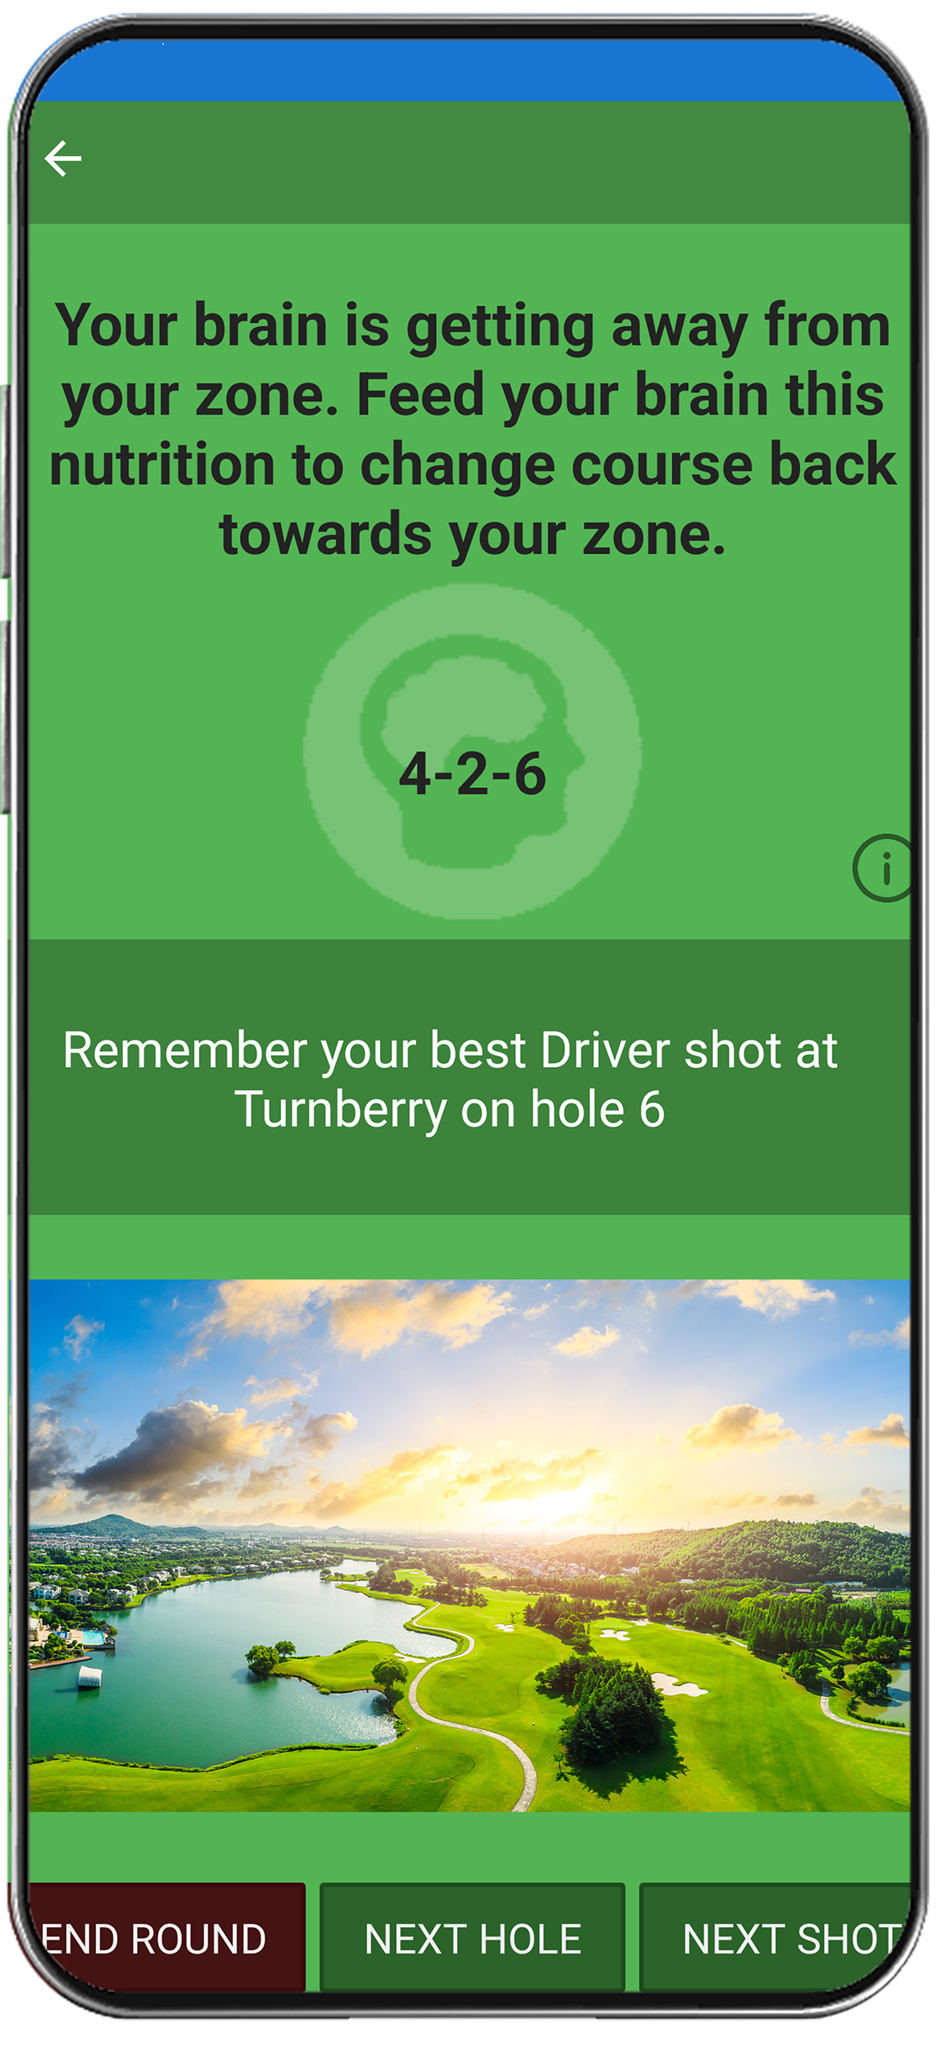 Your brain is getting away from
your zone. Feed your brain this
nutrition to change course back
towards your zone.
4-2-6
i
Remember your best Driver shot at
Turnberry on hole 6
END ROUND
NEXT HOLE
NEXT SHOT